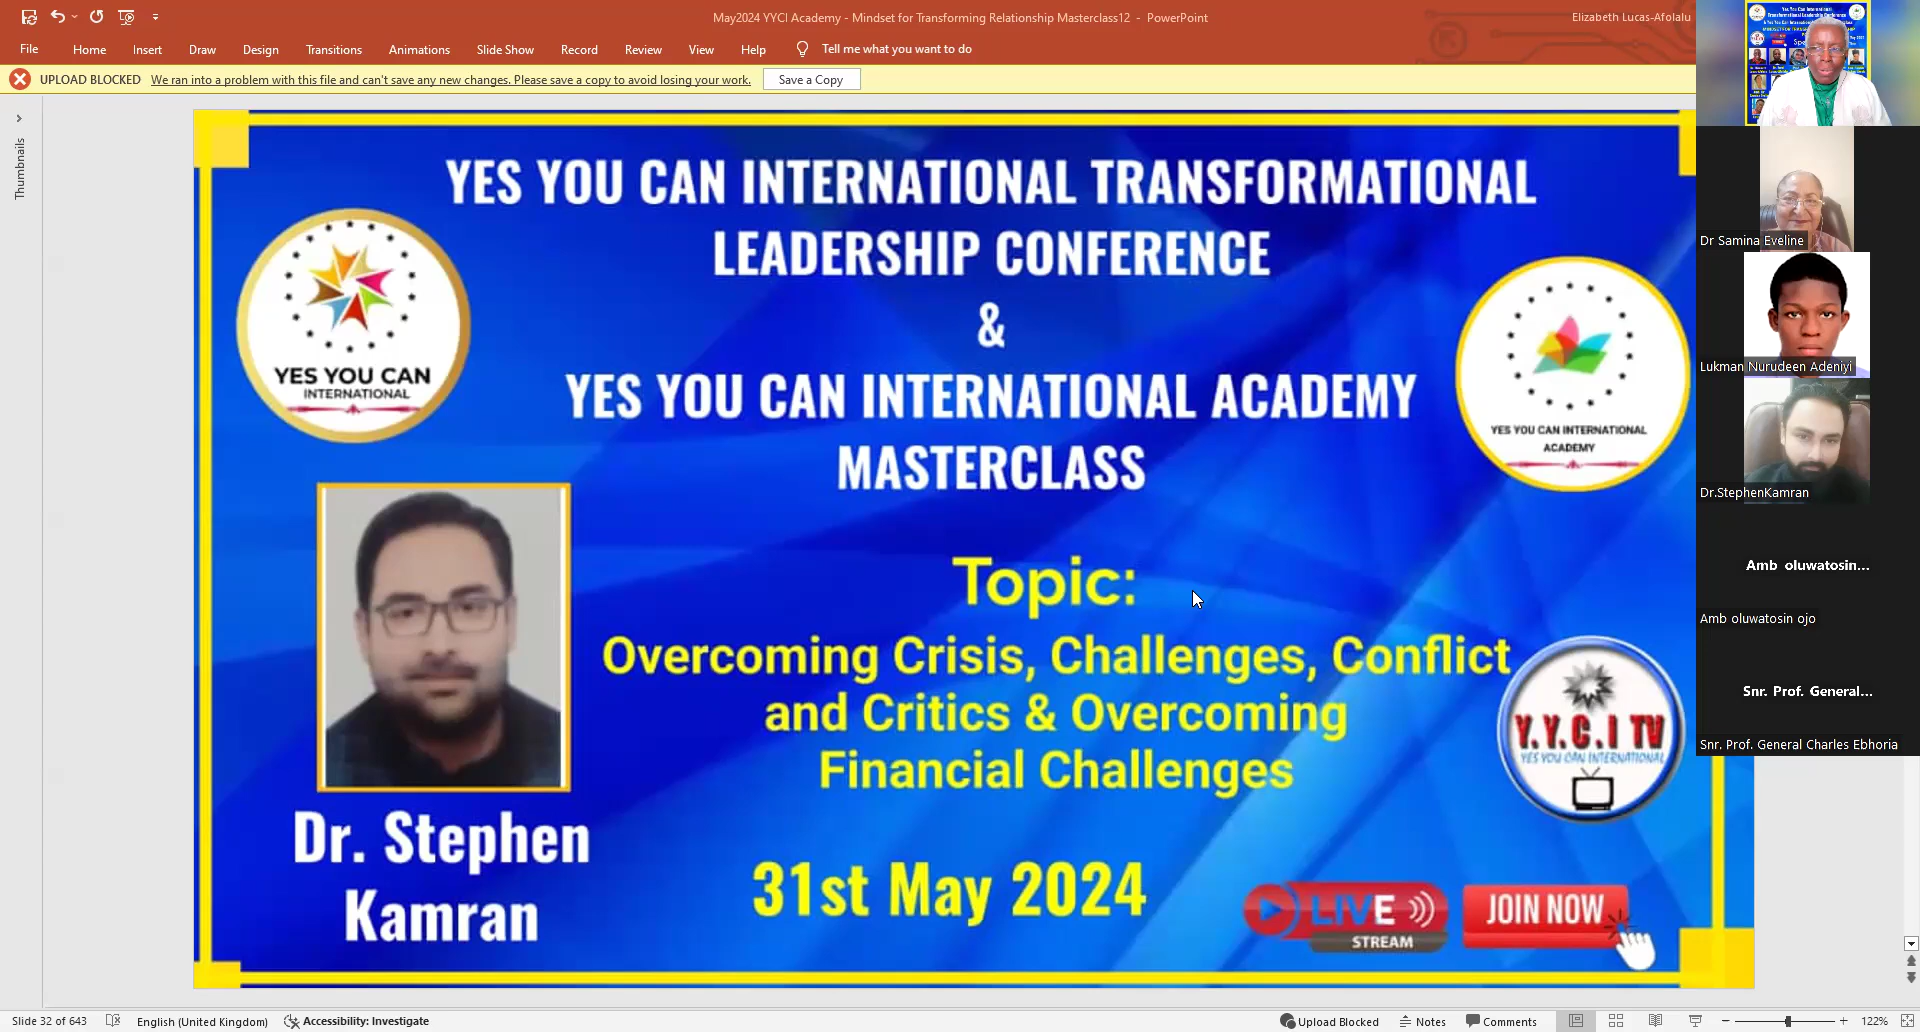 May2024 YYCI Academy - Mindset for Transforming Relationship Masterclass12 - PowerPoint
Elizabeth Lucas-Afolalu
File Home Insert Draw Design Transitions Animations Slide Show Record Review View Help Tell me what you want to do
UPLOAD BLOCKED We ran into a problem with this file and can't save any new changes. Please save a copy to avoid losing your work. Save a Copy
Thumbnails
YES YOU CAN INTERNATIONAL TRANSFORMATIONAL
LEADERSHIP CONFERENCE
&
YES YOU CAN INTERNATIONAL ACADEMY
MASTERCLASS
YES YOU CAN
INTERNATIONAL
YES YOU CAN INTERNATIONAL
ACADEMY
Topic:
Overcoming Crisis, Challenges, Conflict
and Critics & Overcoming
Financial Challenges
Y.Y.C.I TV
YES YOU CAN INTERNATIONAL
Dr. Stephen
Kamran
31st May 2024
LIVE
STREAM
JOIN NOW
Dr Samina Eveline
Lukman Nurudeen Adeniyi
Dr.StephenKamran
Amb oluwatosin...
Amb oluwatosin ojo
Snr. Prof. General...
Snr. Prof. General Charles Ebhoria
Slide 32 of 643 English (United Kingdom) Accessibility: Investigate Upload Blocked Notes Comments 122%